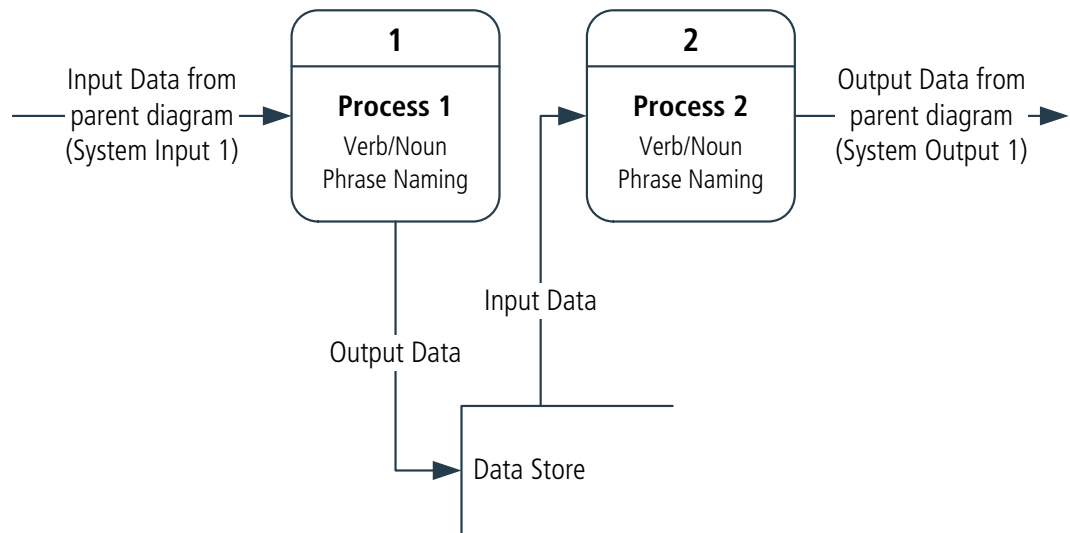 1
2
Input Data from
parent diagram
(System Input 1)
Process 1
Verb/Noun
Phrase Naming
Process 2
Verb/Noun
Phrase Naming
Output Data from
parent diagram
(System Output 1)
Input Data
Output Data
Data Store